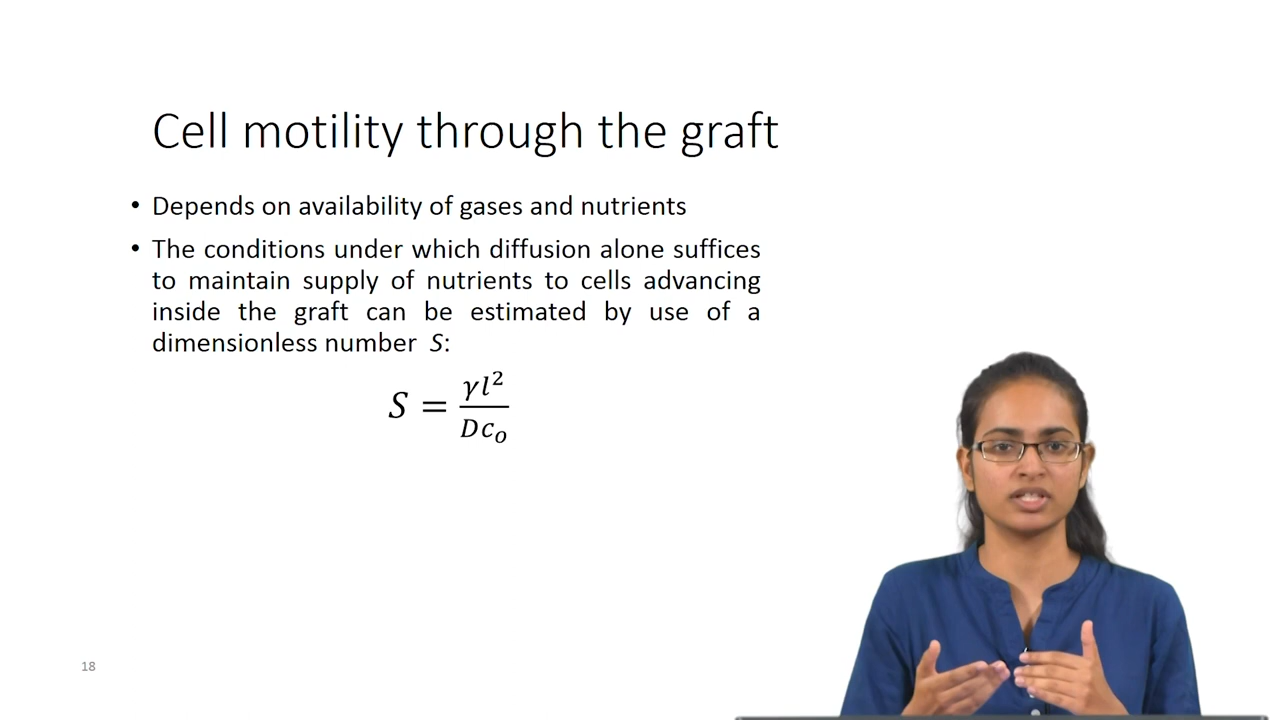 Cell motility through the graft
• Depends on availability of gases and nutrients
• The conditions under which diffusion alone suffices
to maintain supply of nutrients to cells advancing
inside the graft can be estimated by use of a
dimensionless number S:
S = γl²/Dc₀
18